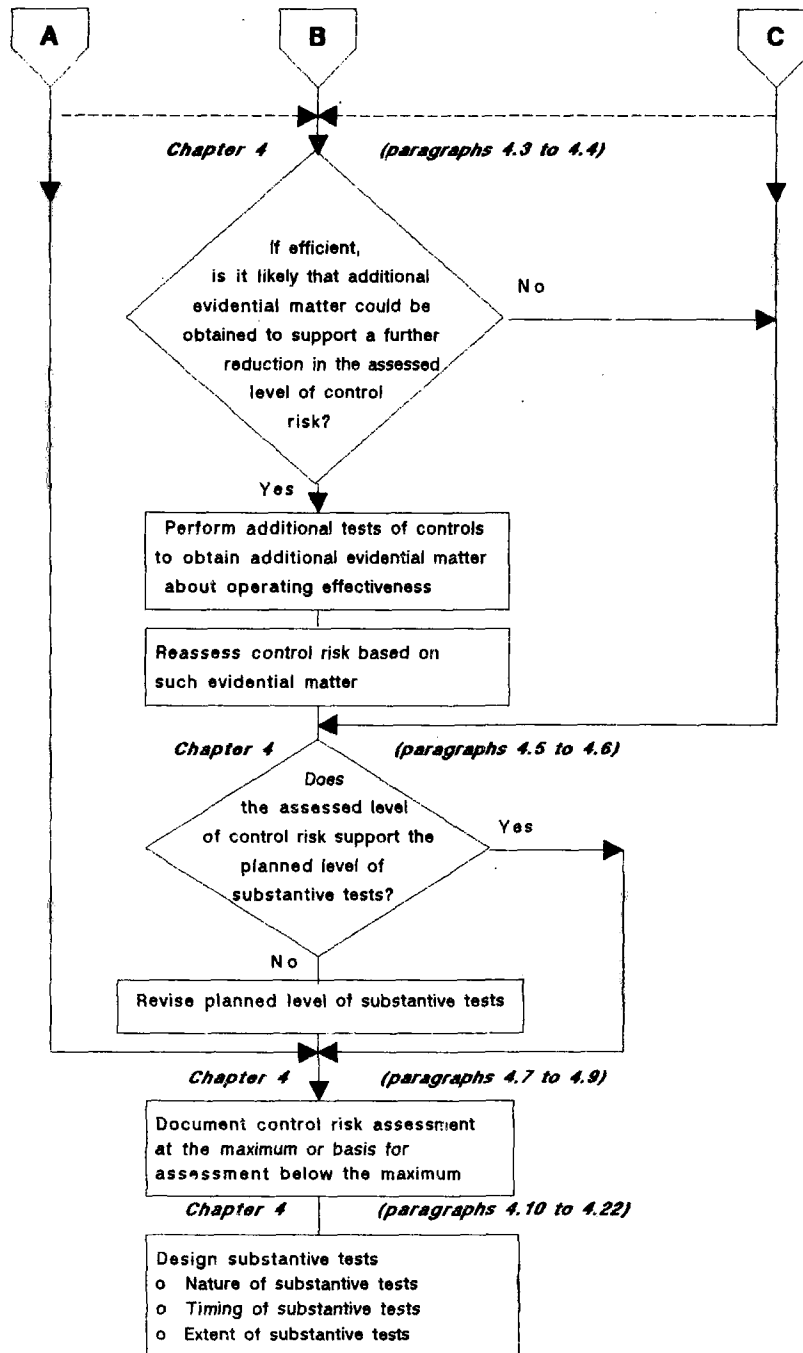 A
B
C
Chapter 4 (paragraphs 4.3 to 4.4)
If efficient,
is it likely that additional
evidential matter could be
obtained to support a further
reduction in the assessed
level of control
risk?
No
Yes
Perform additional tests of controls
to obtain additional evidential matter
about operating effectiveness
Reassess control risk based on
such evidential matter
Chapter 4 (paragraphs 4.5 to 4.6)
Does
the assessed level
of control risk support the
planned level of
substantive tests?
Yes
No
Revise planned level of substantive tests
Chapter 4 (paragraphs 4.7 to 4.9)
Document control risk assessment
at the maximum or basis for
assessment below the maximum
Chapter 4 (paragraphs 4.10 to 4.22)
Design substantive tests
o Nature of substantive tests
o Timing of substantive tests
o Extent of substantive tests